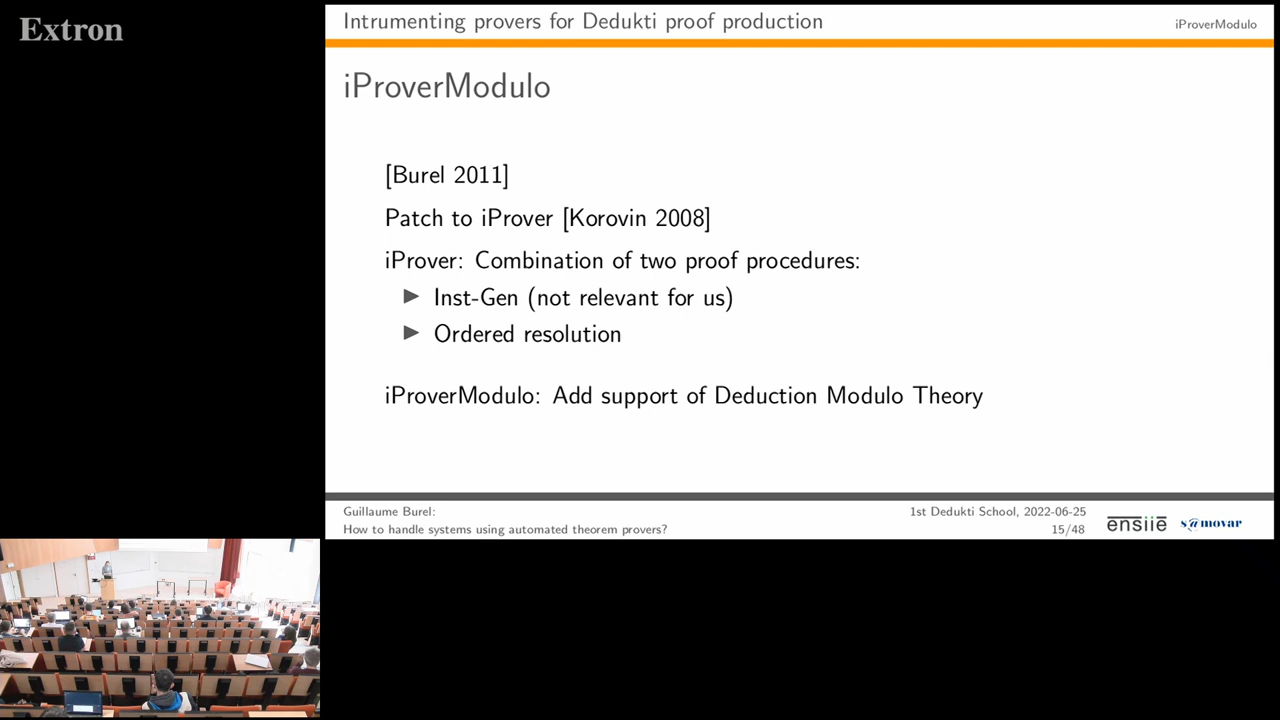 Extron
Intrumenting provers for Dedukti proof production
iProverModulo
iProverModulo
[Burel 2011]
Patch to iProver [Korovin 2008]
iProver: Combination of two proof procedures:
Inst-Gen (not relevant for us)
Ordered resolution
iProverModulo: Add support of Deduction Modulo Theory
Guillaume Burel:
How to handle systems using automated theorem provers?
1st Dedukti School, 2022-06-25
15/48
ensiie
s@movar